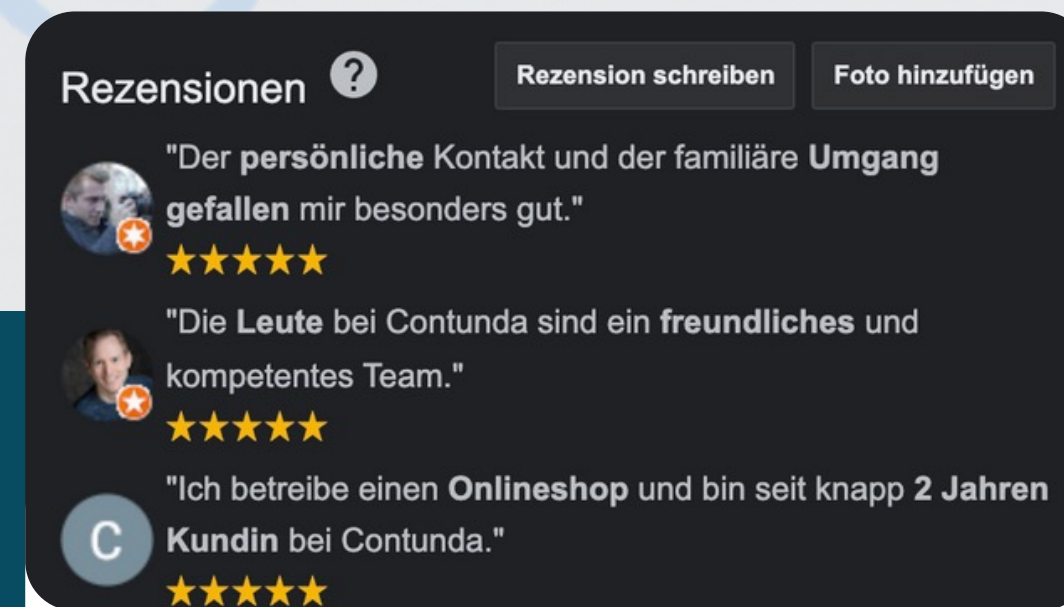 Rezensionen ?
Rezension schreiben
Foto hinzufügen
"Der persönliche Kontakt und der familiäre Umgang
gefallen mir besonders gut."
"Die Leute bei Contunda sind ein freundliches und
kompetentes Team."
"Ich betreibe einen Onlineshop und bin seit knapp 2 Jahren
C
Kundin bei Contunda."